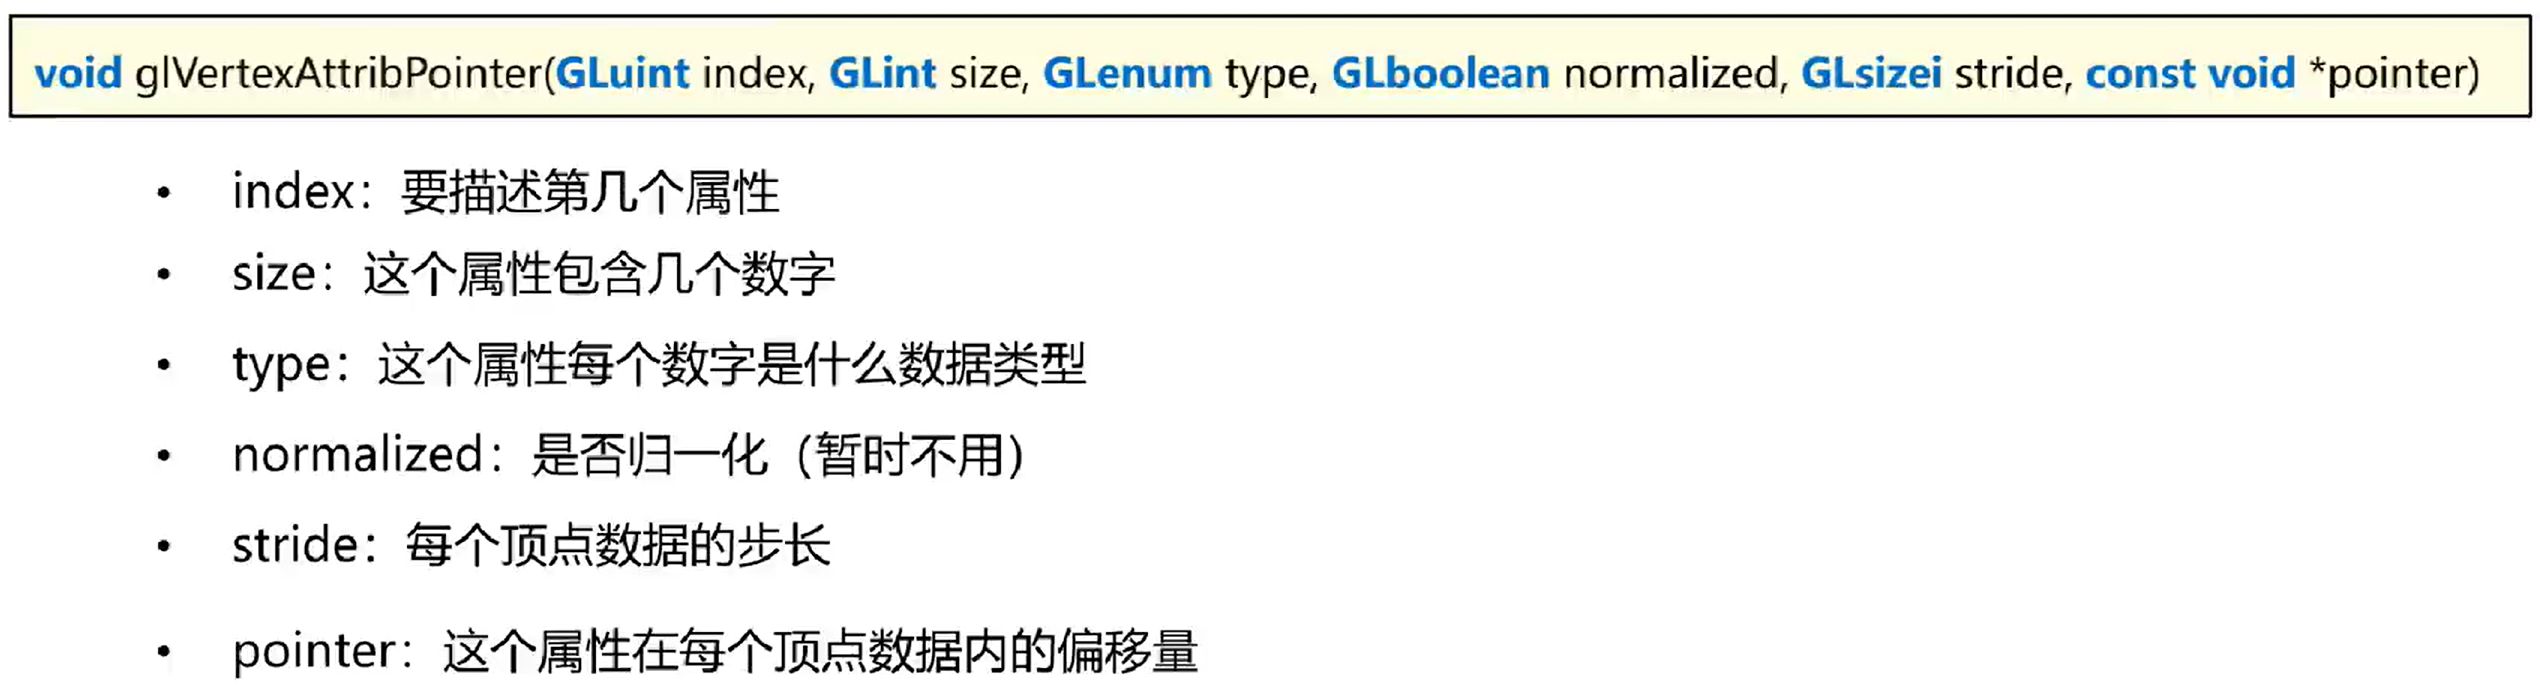 void glVertexAttribPointer(GLuint index, GLint size, GLenum type, GLboolean normalized, GLsizei stride, const void *pointer)
• index：要描述第几个属性
• size：这个属性包含几个数字
• type：这个属性每个数字是什么数据类型
• normalized：是否归一化（暂时不用）
• stride：每个顶点数据的步长
• pointer：这个属性在每个顶点数据内的偏移量